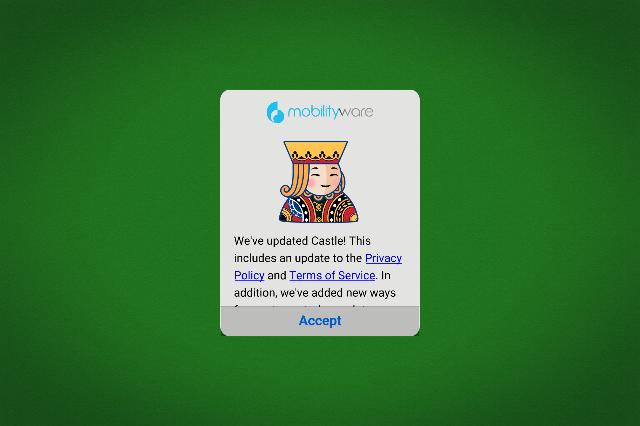 mobilityware
We've updated Castle! This
includes an update to the Privacy
Policy and Terms of Service. In
addition, we've added new ways
Accept